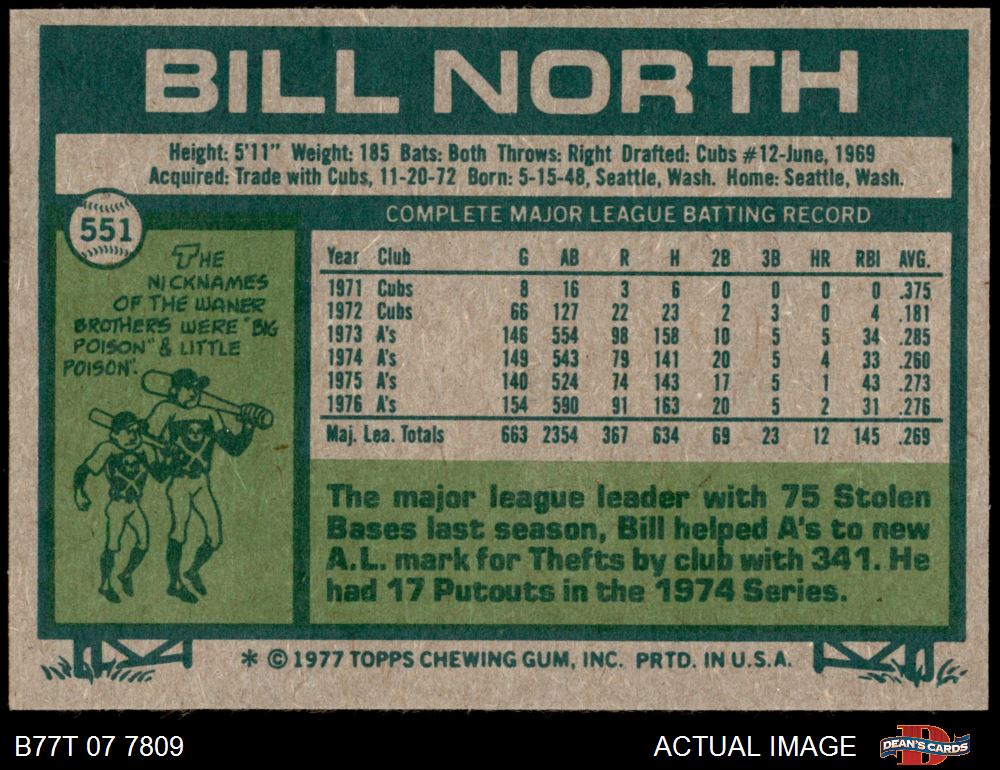 BILL NORTH
Height: 5'11" Weight: 185 Bats: Both Throws: Right Drafted: Cubs #12-June, 1969
Acquired: Trade with Cubs, 11-20-72 Born: 5-15-48, Seattle, Wash. Home: Seattle, Wash.
551
THE
NICKNAMES
OF THE WANER
BROTHERS WERE "BIG
POISON" & LITTLE
POISON".
COMPLETE MAJOR LEAGUE BATTING RECORD
Year Club G AB R H 2B 3B HR RBI AVG.
1971 Cubs 8 16 3 6 0 0 0 0 .375
1972 Cubs 66 127 22 23 2 3 0 4 .181
1973 A's 146 554 98 158 10 5 5 34 .285
1974 A's 149 543 79 141 20 5 4 33 .260
1975 A's 140 524 74 143 17 5 1 43 .273
1976 A's 154 590 91 163 20 5 2 31 .276
Maj. Lea. Totals 663 2354 367 634 69 23 12 145 .269
The major league leader with 75 Stolen
Bases last season, Bill helped A's to new
A.L. mark for Thefts by club with 341. He
had 17 Putouts in the 1974 Series.
* © 1977 TOPPS CHEWING GUM, INC. PRTD. IN U.S.A.
B77T 07 7809
ACTUAL IMAGE
D
DEAN'S CARDS